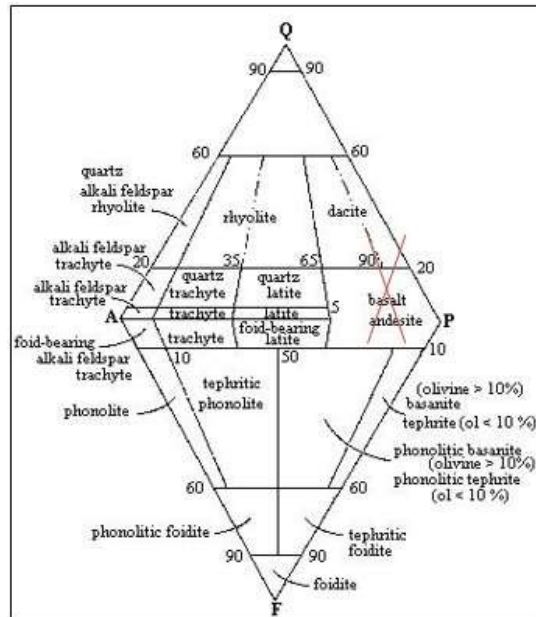 Q
90 90
60 60
quartz
alkali feldspar
rhyolite
rhyolite
dacite
alkali feldspar
trachyte
20 35 65 90 20
quartz
trachyte
quartz
latite
alkali feldspar
trachyte
basalt
andesite
A
trachyte
latite
5
P
foid-bearing
alkali feldspar
trachyte
trachyte
foid-bearing
latite
10 50 10
tephritic
phonolite
phonolite
(olivine > 10%)
basanite
tephrite (ol < 10 %)
phonolitic basanite
(olivine > 10%)
phonolitic tephrite
(ol < 10 %)
60 60
phonolitic foidite
tephritic
foidite
90 90
foidite
F